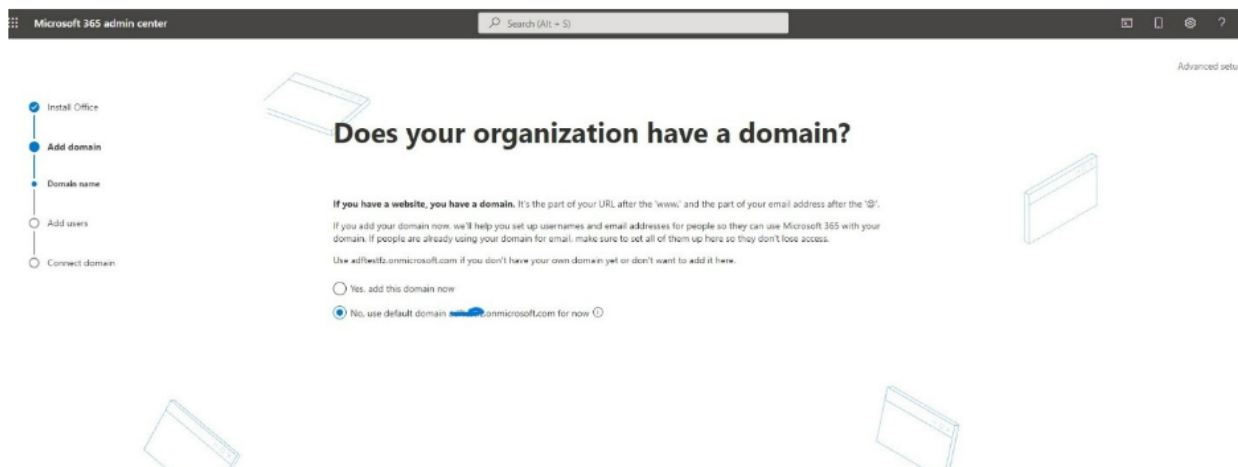 Microsoft 365 admin center
Search (Alt + S)
?
Advanced setu
Install Office
Add domain
Domain name
Add users
Connect domain
Does your organization have a domain?
If you have a website, you have a domain. It's the part of your URL after the 'www.' and the part of your email address after the '@'.
If you add your domain now, we'll help you set up usernames and email addresses for people so they can use Microsoft 365 with your
domain. If people are already using your domain for email, make sure to set all of them up here so they don't lose access.
Use adfbestfz.onmicrosoft.com if you don't have your own domain yet or don't want to add it here.
Yes, add this domain now
No, use default domain .onmicrosoft.com for now